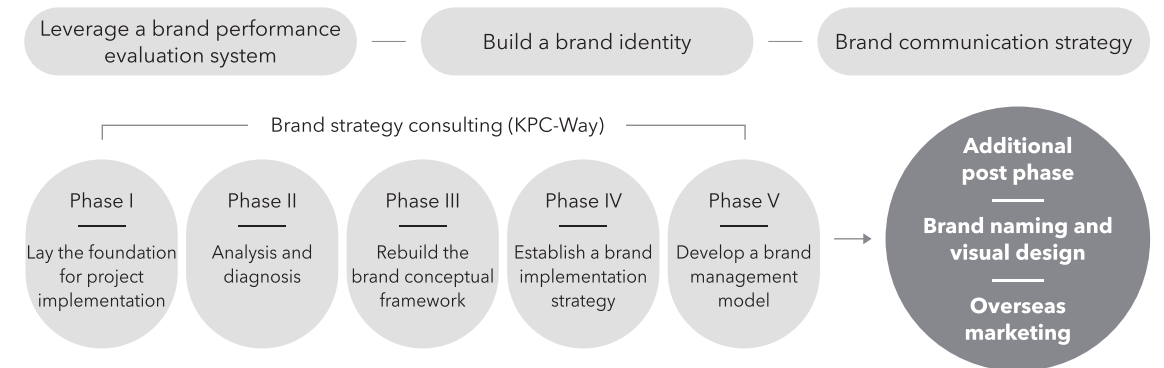 Leverage a brand performance
evaluation system
Build a brand identity
Brand communication strategy
Brand strategy consulting (KPC-Way)
Phase I
Lay the foundation
for project
implementation
Phase II
Analysis and
diagnosis
Phase III
Rebuild the
brand conceptual
framework
Phase IV
Establish a brand
implementation
strategy
Phase V
Develop a brand
management
model
Additional
post phase
Brand naming and
visual design
Overseas
marketing